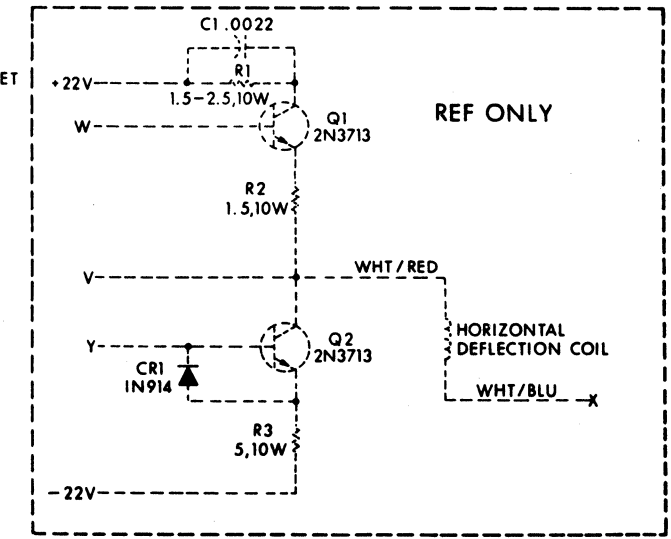 C1 .0022
ET
+22V
R1
1.5-2.5,10W
W
Q1
2N3713
REF ONLY
R2
1.5,10W
V
WHT/RED
Y
Q2
2N3713
HORIZONTAL
DEFLECTION COIL
CR1
IN914
WHT/BLU
X
R3
5,10W
-22V